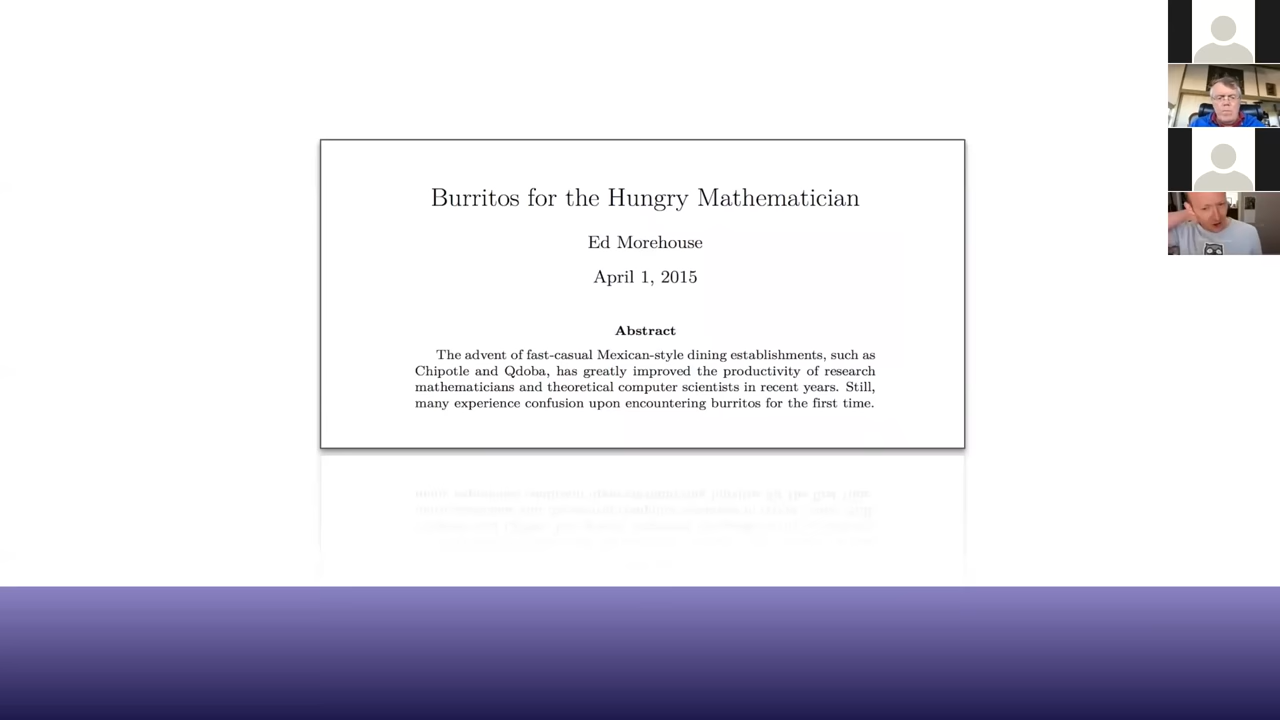 Burritos for the Hungry Mathematician
Ed Morehouse
April 1, 2015
Abstract
The advent of fast-casual Mexican-style dining establishments, such as
Chipotle and Qdoba, has greatly improved the productivity of research
mathematicians and theoretical computer scientists in recent years. Still,
many experience confusion upon encountering burritos for the first time.